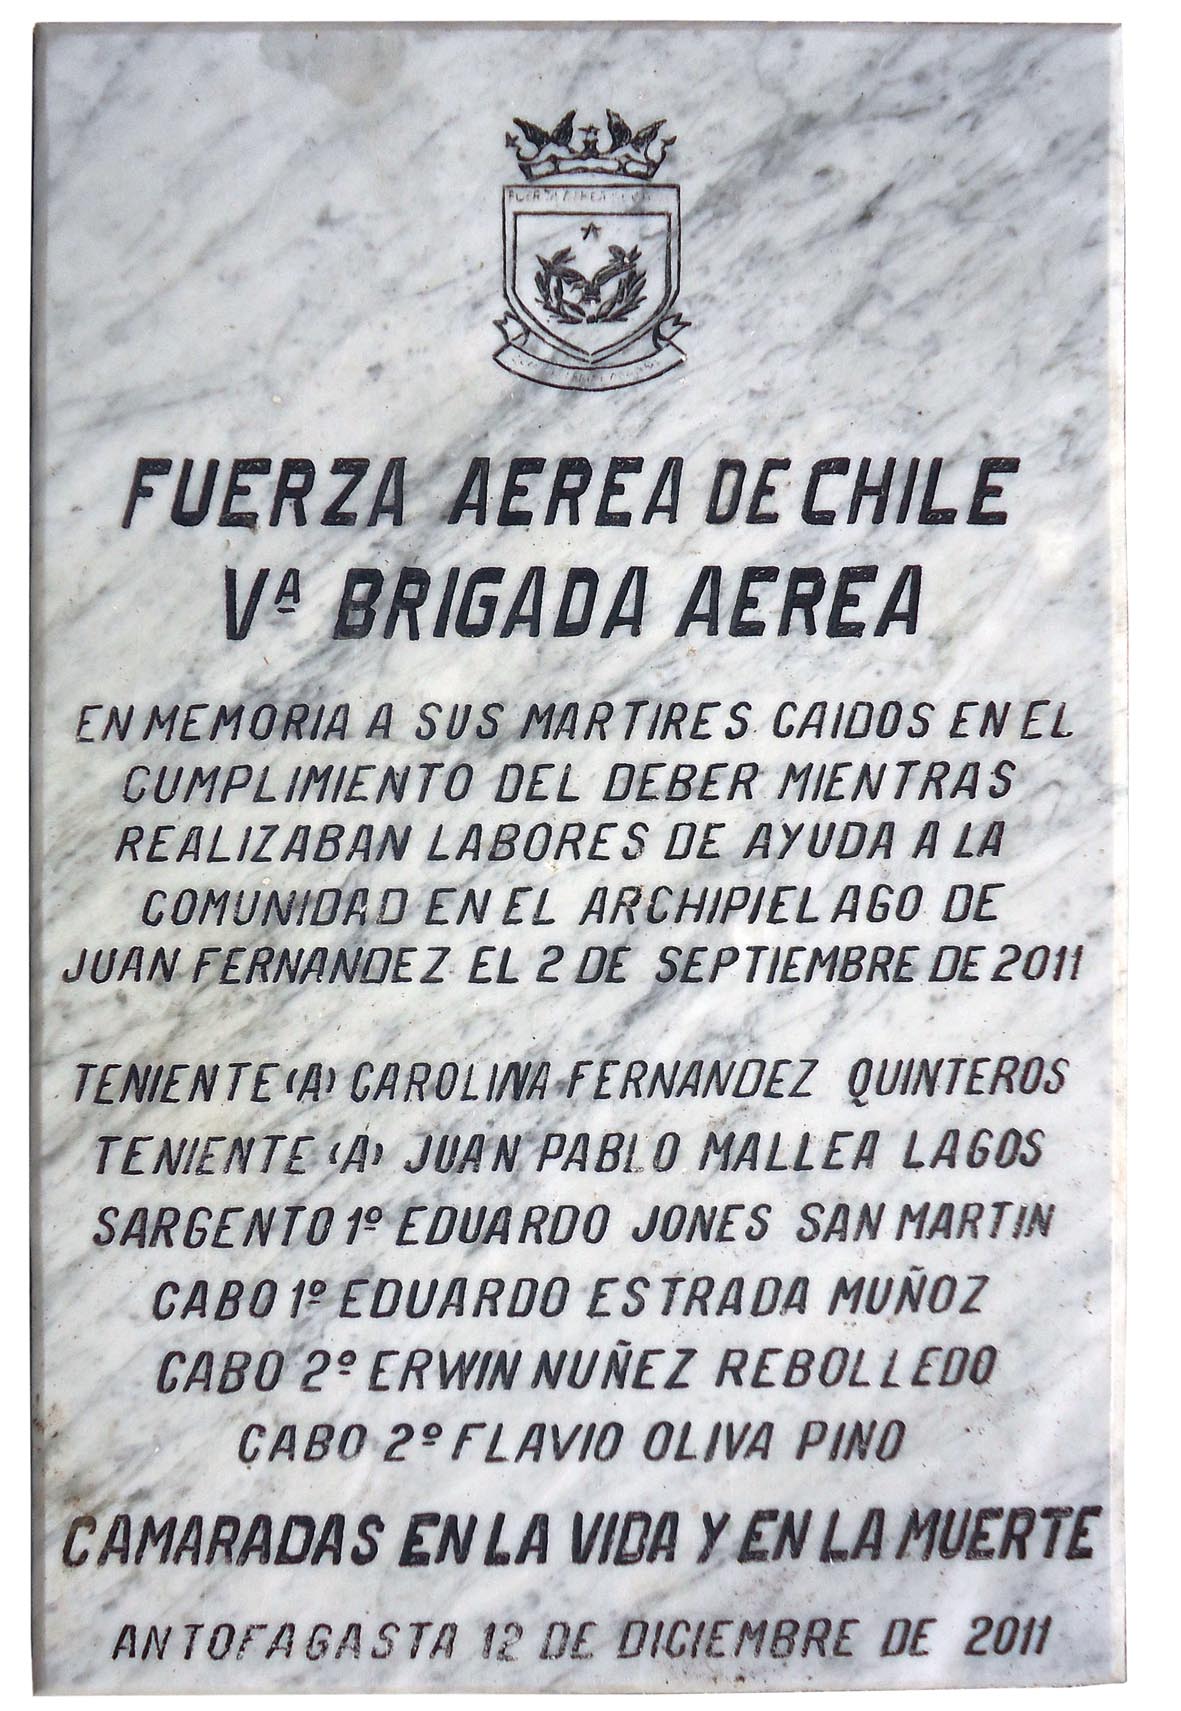 FUERZA AEREA
FUERZA AEREA DE CHILE
Vª BRIGADA AEREA
EN MEMORIA A SUS MARTIRES CAIDOS EN EL
CUMPLIMIENTO DEL DEBER MIENTRAS
REALIZABAN LABORES DE AYUDA A LA
COMUNIDAD EN EL ARCHIPIELAGO DE
JUAN FERNANDEZ EL 2 DE SEPTIEMBRE DE 2011
TENIENTE (A) CAROLINA FERNANDEZ QUINTEROS
TENIENTE (A) JUAN PABLO MALLEA LAGOS
SARGENTO 1º EDUARDO JONES SAN MARTIN
CABO 1º EDUARDO ESTRADA MUÑOZ
CABO 2º ERWIN NUÑEZ REBOLLEDO
CABO 2º FLAVIO OLIVA PINO
CAMARADAS EN LA VIDA Y EN LA MUERTE
ANTOFAGASTA 12 DE DICIEMBRE DE 2011